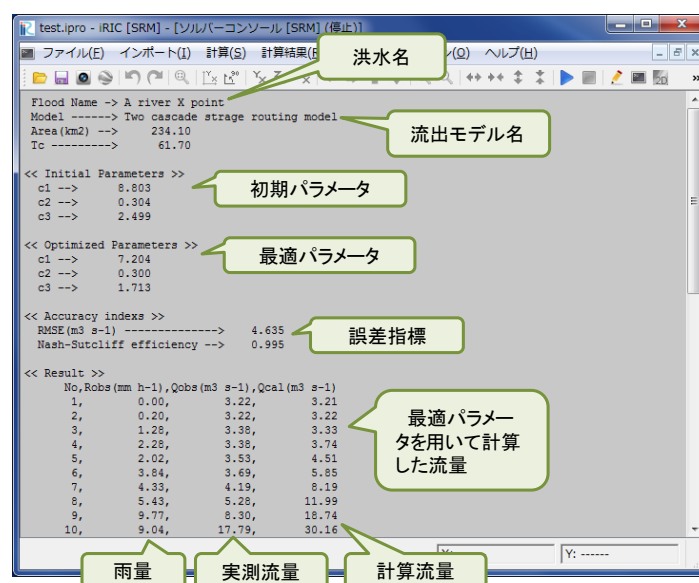 test.ipro - iRIC [SRM] - [ソルバーコンソール [SRM] (停止)]
ファイル(F) インポート(I) 計算(S) 計算結果(R) ン(O) ヘルプ(H)
洪水名
Flood Name -> A river X point
Model ------> Two cascade strage routing model
流出モデル名
Area(km2) --> 234.10
Tc ---------> 61.70
<< Initial Parameters >>
c1 --> 8.803
初期パラメータ
c2 --> 0.304
c3 --> 2.499
<< Optimized Parameters >>
c1 --> 7.204
最適パラメータ
c2 --> 0.300
c3 --> 1.713
<< Accuracy indexs >>
RMSE(m3 s-1) --------------> 4.635
誤差指標
Nash-Sutcliff efficiency --> 0.995
<< Result >>
No,Robs(mm h-1),Qobs(m3 s-1),Qcal(m3 s-1)
1, 0.00, 3.22, 3.21
2, 0.20, 3.22, 3.22
3, 1.28, 3.38, 3.33
4, 2.28, 3.38, 3.74
5, 2.02, 3.53, 4.51
6, 3.84, 3.69, 5.85
7, 4.33, 4.19, 8.19
8, 5.43, 5.28, 11.99
9, 9.77, 8.30, 18.74
10, 9.04, 17.79, 30.16
最適パラメー
タを用いて計算
した流量
Y: ------
雨量
実測流量
計算流量